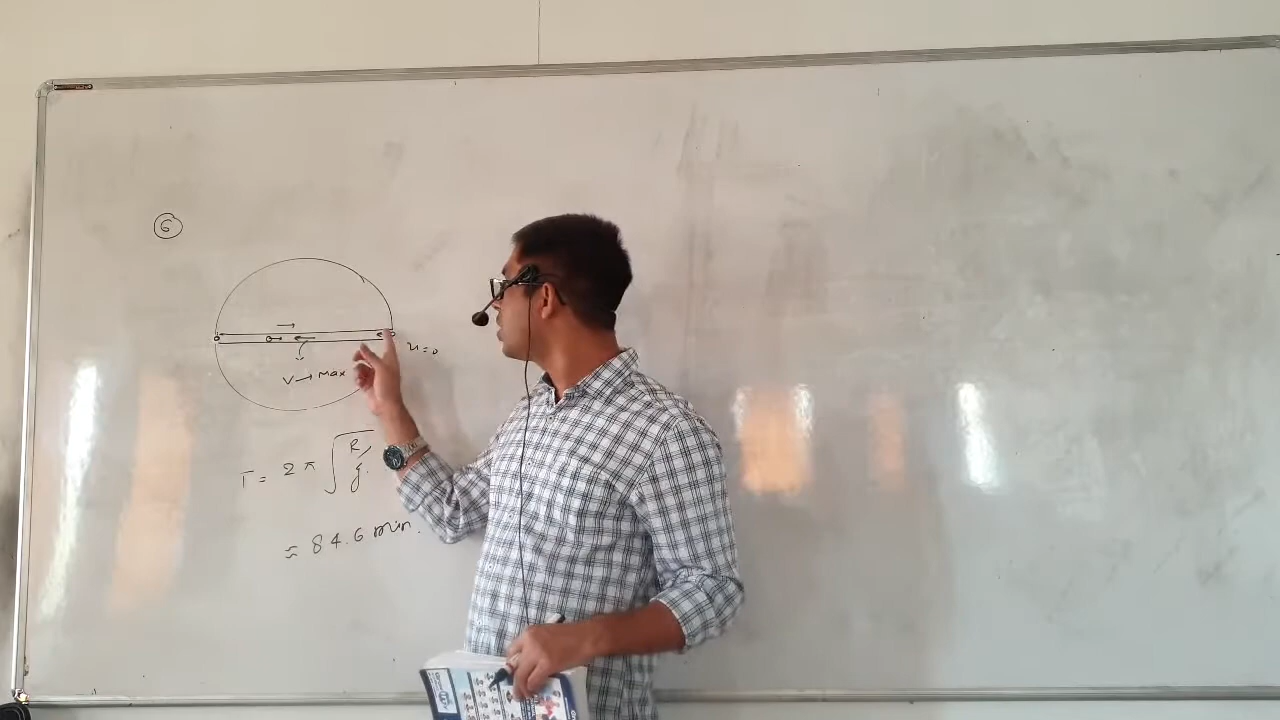 6
u=0
V→Max
T = 2π √R/g
≈ 84.6 min.